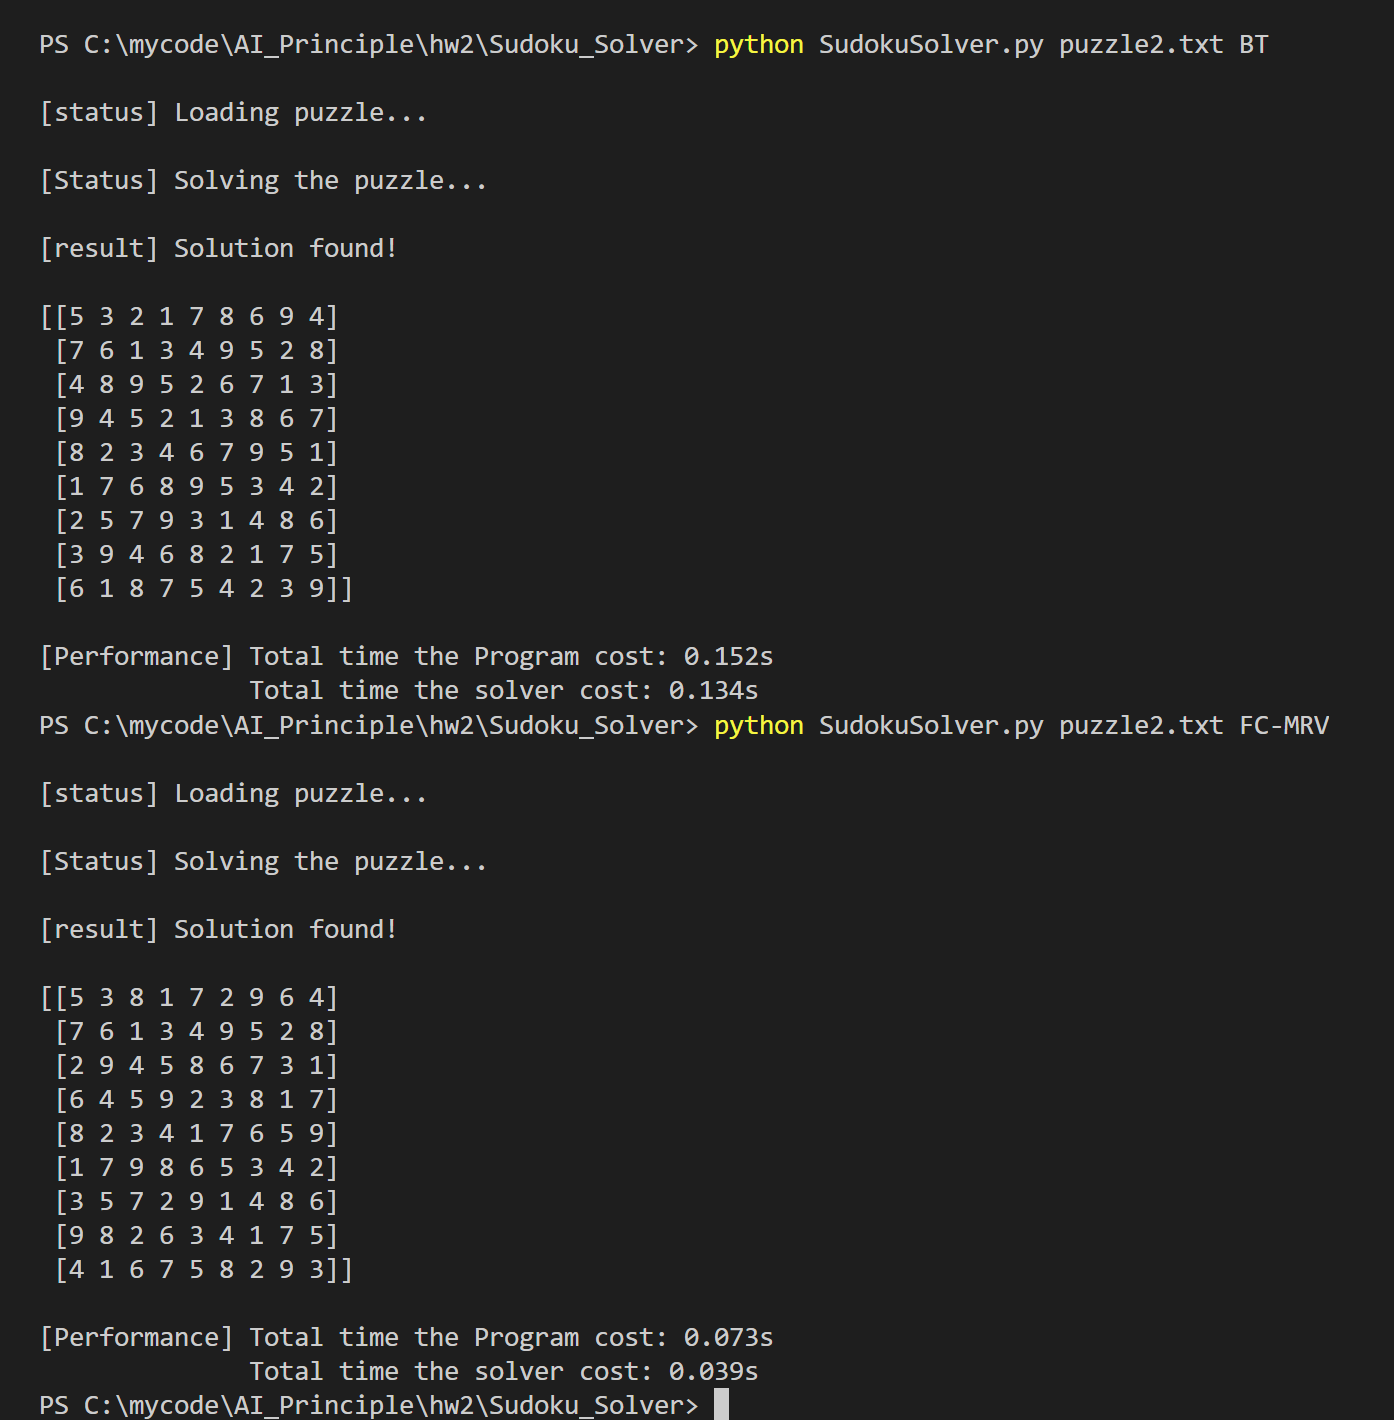 PS C:\mycode\AI_Principle\hw2\Sudoku_Solver> python SudokuSolver.py puzzle2.txt BT
[status] Loading puzzle...
[Status] Solving the puzzle...
[result] Solution found!
[[5 3 2 1 7 8 6 9 4]
[7 6 1 3 4 9 5 2 8]
[4 8 9 5 2 6 7 1 3]
[9 4 5 2 1 3 8 6 7]
[8 2 3 4 6 7 9 5 1]
[1 7 6 8 9 5 3 4 2]
[2 5 7 9 3 1 4 8 6]
[3 9 4 6 8 2 1 7 5]
[6 1 8 7 5 4 2 3 9]]
[Performance] Total time the Program cost: 0.152s
Total time the solver cost: 0.134s
PS C:\mycode\AI_Principle\hw2\Sudoku_Solver> python SudokuSolver.py puzzle2.txt FC-MRV
[status] Loading puzzle...
[Status] Solving the puzzle...
[result] Solution found!
[[5 3 8 1 7 2 9 6 4]
[7 6 1 3 4 9 5 2 8]
[2 9 4 5 8 6 7 3 1]
[6 4 5 9 2 3 8 1 7]
[8 2 3 4 1 7 6 5 9]
[1 7 9 8 6 5 3 4 2]
[3 5 7 2 9 1 4 8 6]
[9 8 2 6 3 4 1 7 5]
[4 1 6 7 5 8 2 9 3]]
[Performance] Total time the Program cost: 0.073s
Total time the solver cost: 0.039s
PS C:\mycode\AI_Principle\hw2\Sudoku_Solver>